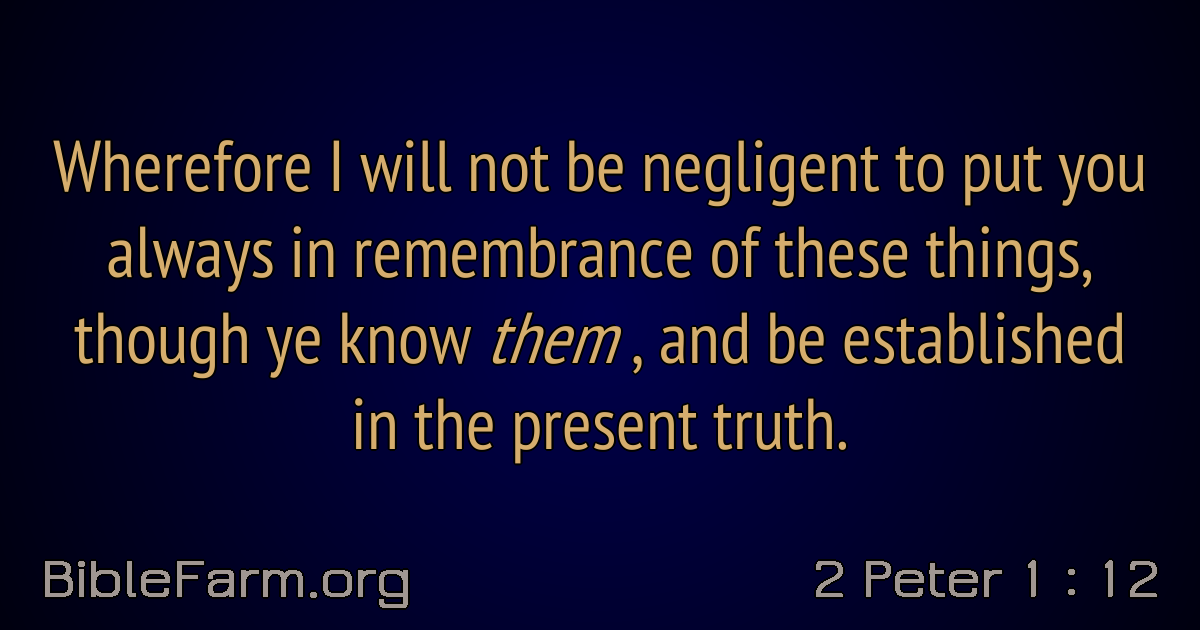 Wherefore I will not be negligent to put you
always in remembrance of these things,
though ye know them , and be established
in the present truth.
BibleFarm.org
2 Peter 1 : 12